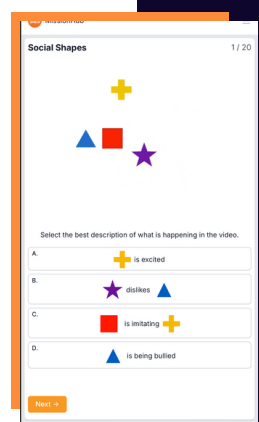 Social Shapes 1 / 20
Select the best description of what is happening in the video.
A.
is excited
B.
dislikes
C.
is imitating
D.
is being bullied
Next →